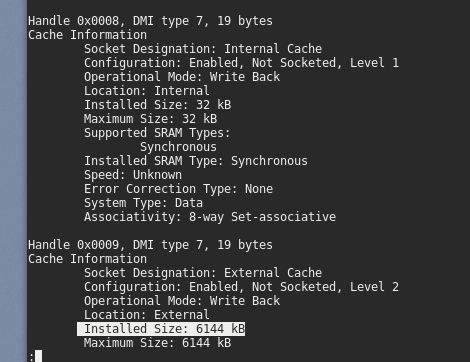 Handle 0x0008, DMI type 7, 19 bytes
Cache Information
Socket Designation: Internal Cache
Configuration: Enabled, Not Socketed, Level 1
Operational Mode: Write Back
Location: Internal
Installed Size: 32 kB
Maximum Size: 32 kB
Supported SRAM Types:
Synchronous
Installed SRAM Type: Synchronous
Speed: Unknown
Error Correction Type: None
System Type: Data
Associativity: 8-way Set-associative
Handle 0x0009, DMI type 7, 19 bytes
Cache Information
Socket Designation: External Cache
Configuration: Enabled, Not Socketed, Level 2
Operational Mode: Write Back
Location: External
Installed Size: 6144 kB
Maximum Size: 6144 kB
: